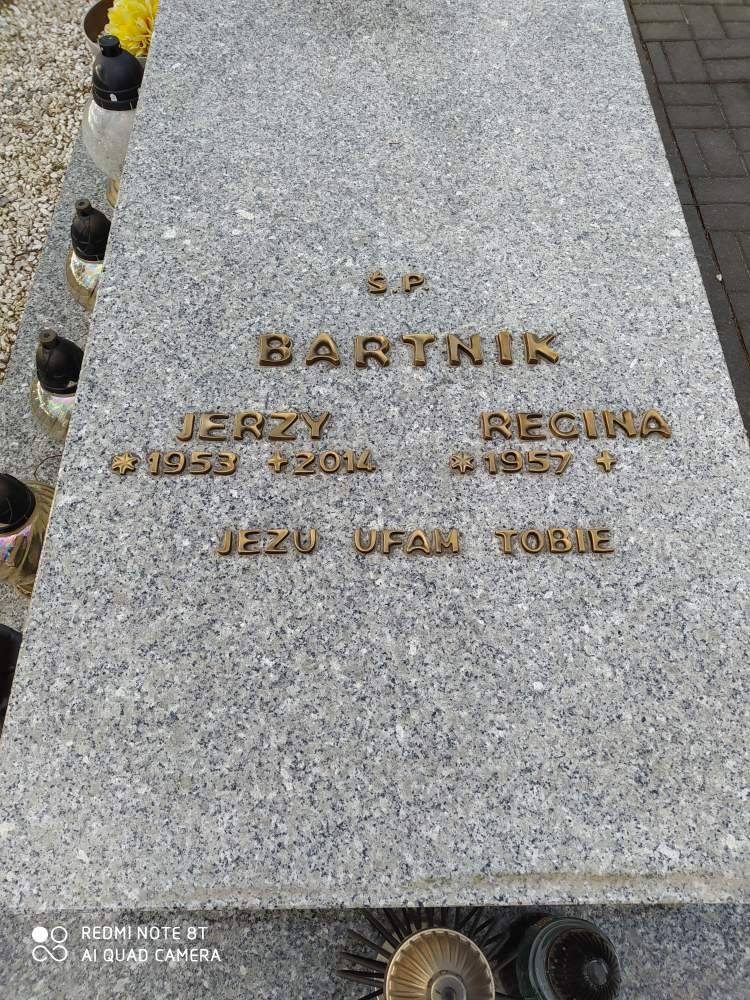 Ś.P.
BARTNIK
JERZY REGINA
*1953 +2014 *1957 +
JEZU UFAM TOBIE
REDMI NOTE 8T
AI QUAD CAMERA